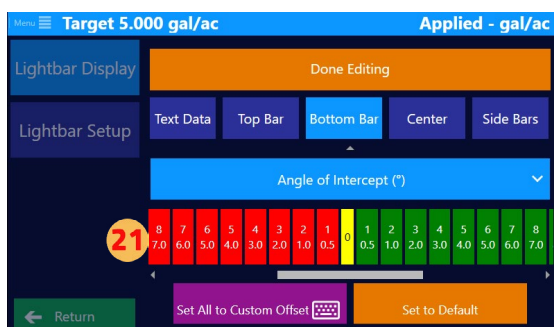 Menu Target 5.000 gal/ac Applied - gal/ac
Lightbar Display
Done Editing
Lightbar Setup
Text Data Top Bar Bottom Bar Center Side Bars
Angle of Intercept (°)
21
8 7 6 5 4 3 2 1 0 1 2 3 4 5 6 7 8
7.0 6.0 5.0 4.0 3.0 2.0 1.0 0.5 0.5 1.0 2.0 3.0 4.0 5.0 6.0 7.0
Set All to Custom Offset Set to Default
Return